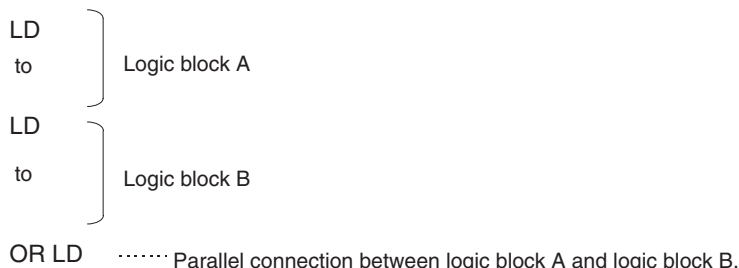 LD
to Logic block A
LD
to Logic block B
OR LD ........ Parallel connection between logic block A and logic block B.